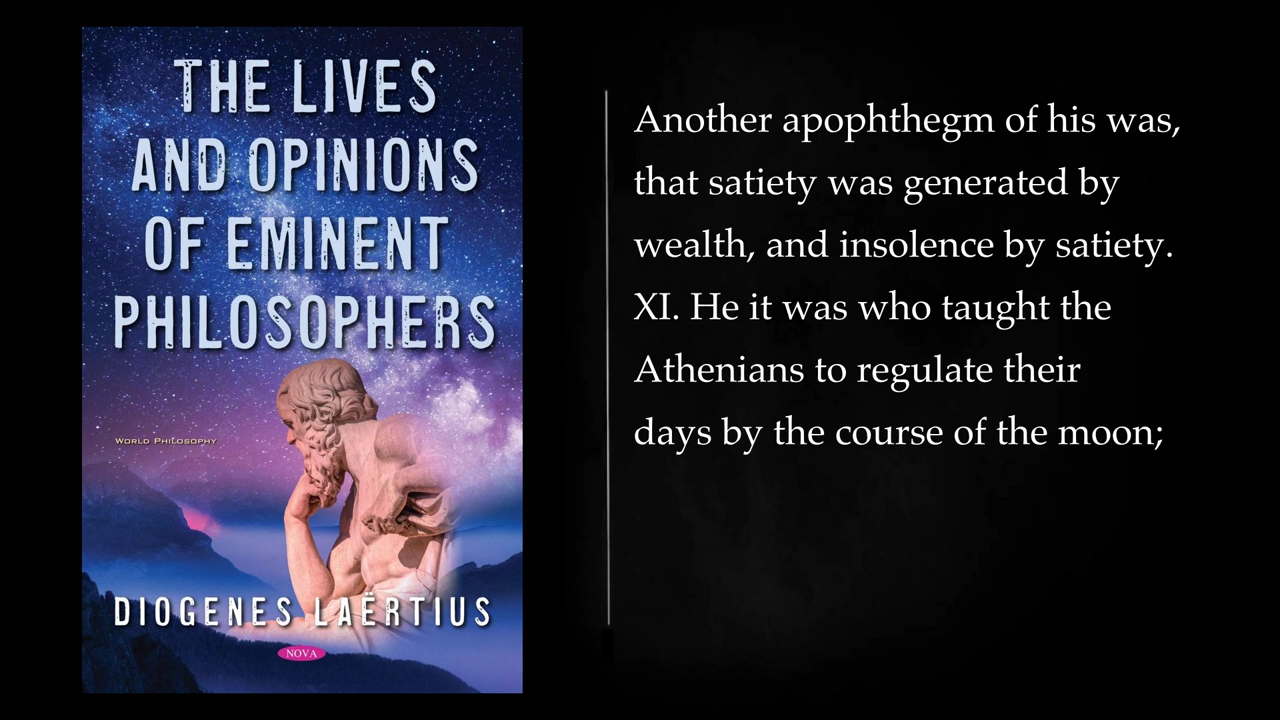 THE LIVES
AND OPINIONS
OF EMINENT
PHILOSOPHERS
WORLD PHILOSOPHY
DIOGENES LAËRTIUS
NOVA
Another apophthegm of his was,
that satiety was generated by
wealth, and insolence by satiety.
XI. He it was who taught the
Athenians to regulate their
days by the course of the moon;